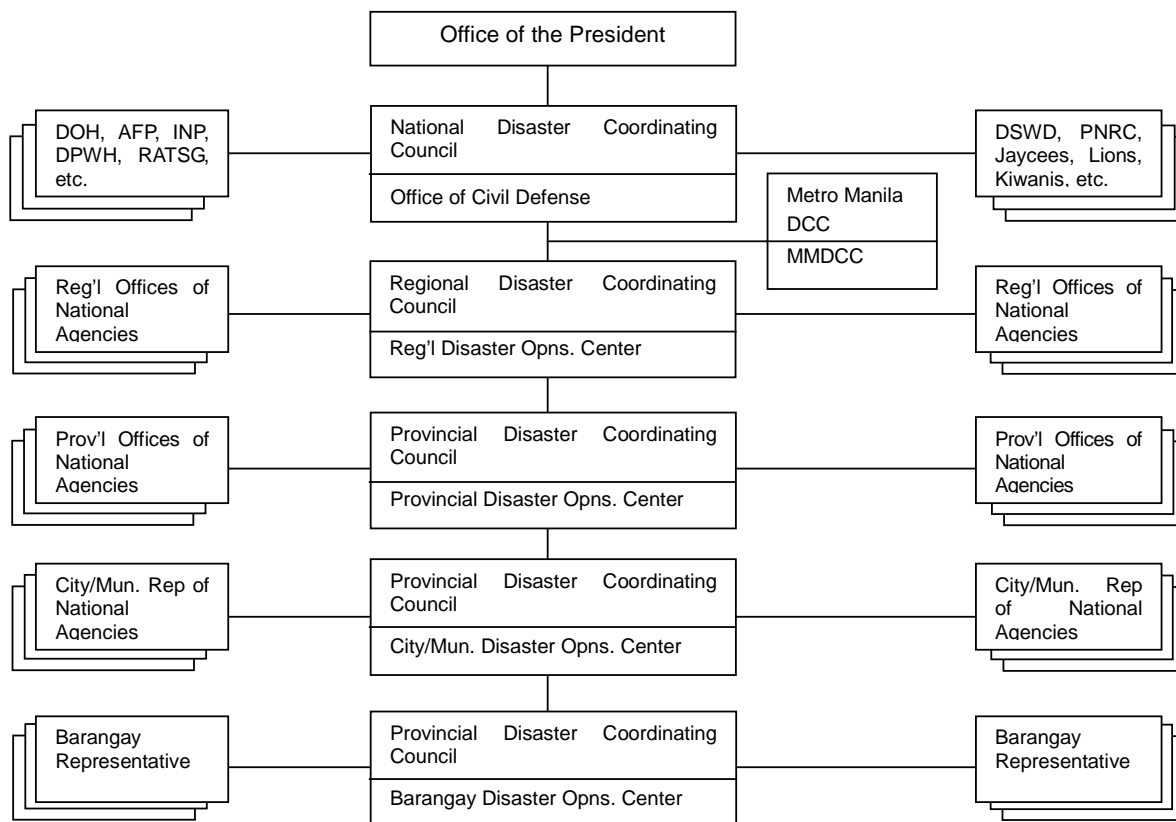 Office of the President
DOH, AFP, INP,
DPWH, RATSG,
etc.
National Disaster Coordinating
Council
Office of Civil Defense
DSWD, PNRC,
Jaycees, Lions,
Kiwanis, etc.
Metro Manila
DCC
MMDCC
Reg'l Offices of
National
Agencies
Regional Disaster Coordinating
Council
Reg'l Disaster Opns. Center
Reg'l Offices of
National
Agencies
Prov'l Offices of
National
Agencies
Provincial Disaster Coordinating
Council
Provincial Disaster Opns. Center
Prov'l Offices of
National
Agencies
City/Mun. Rep of
National
Agencies
Provincial Disaster Coordinating
Council
City/Mun. Disaster Opns. Center
City/Mun. Rep
of National
Agencies
Barangay
Representative
Provincial Disaster Coordinating
Council
Barangay Disaster Opns. Center
Barangay
Representative